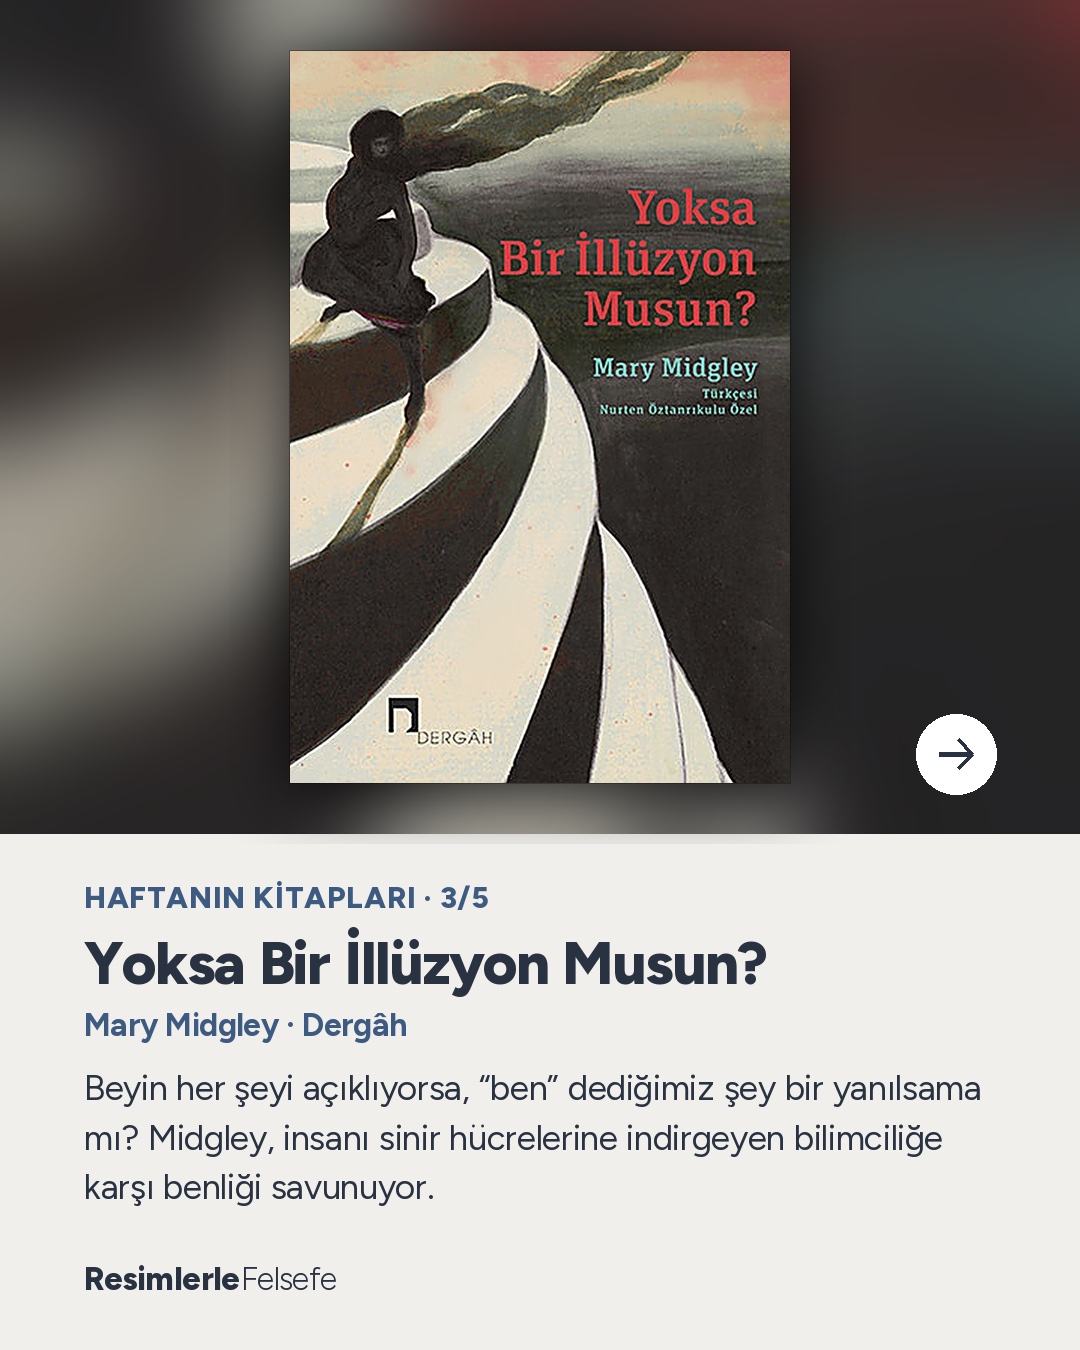 Yoksa
Bir İllüzyon
Musun?
Mary Midgley
Türkçesi
Nurten Öztanrıkulu Özel
DERGÂH
HAFTANIN KİTAPLARI · 3/5
Yoksa Bir İllüzyon Musun?
Mary Midgley · Dergâh
Beyin her şeyi açıklıyorsa, “ben” dediğimiz şey bir yanılsama
mı? Midgley, insanı sinir hücrelerine indirgeyen bilimciliğe
karşı benliği savunuyor.
ResimlerleFelsefe